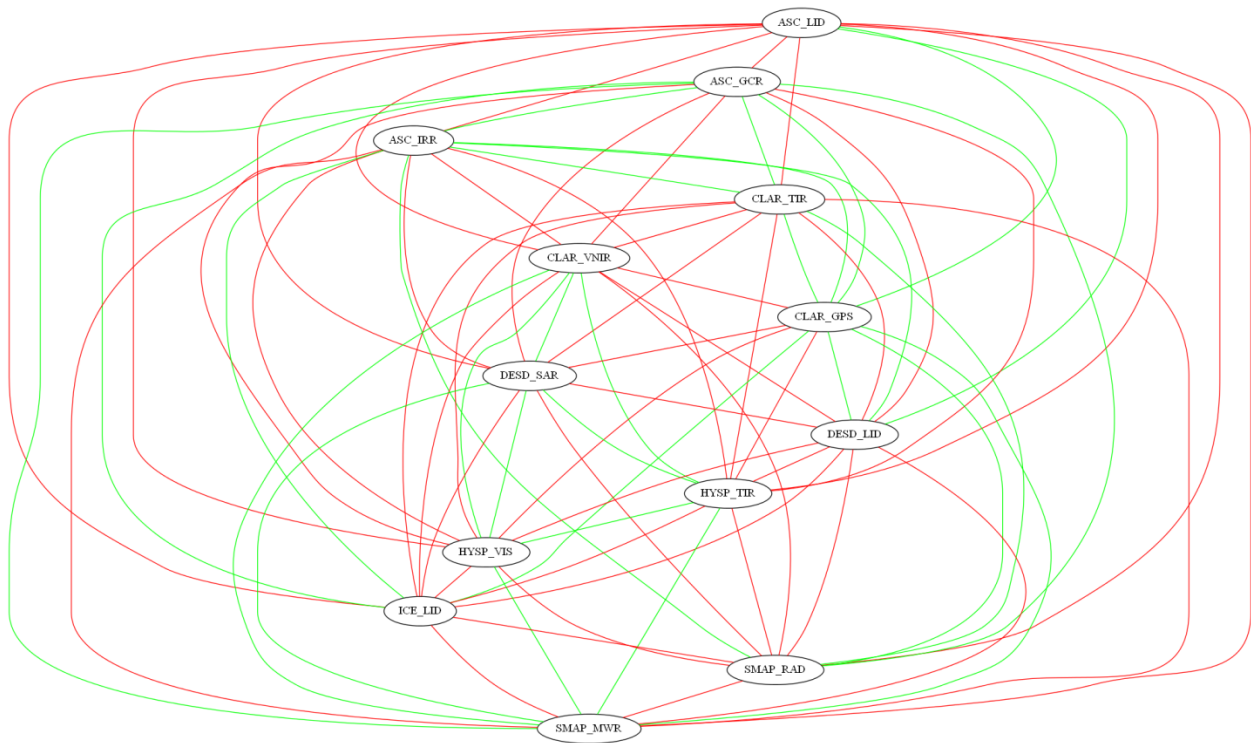 ASC_LID
ASC_GCR
ASC_IRR
CLAR_TIR
CLAR_VNIR
CLAR_GPS
DESD_SAR
DESD_LID
HYSP_TIR
HYSP_VIS
ICE_LID
SMAP_RAD
SMAP_MWR